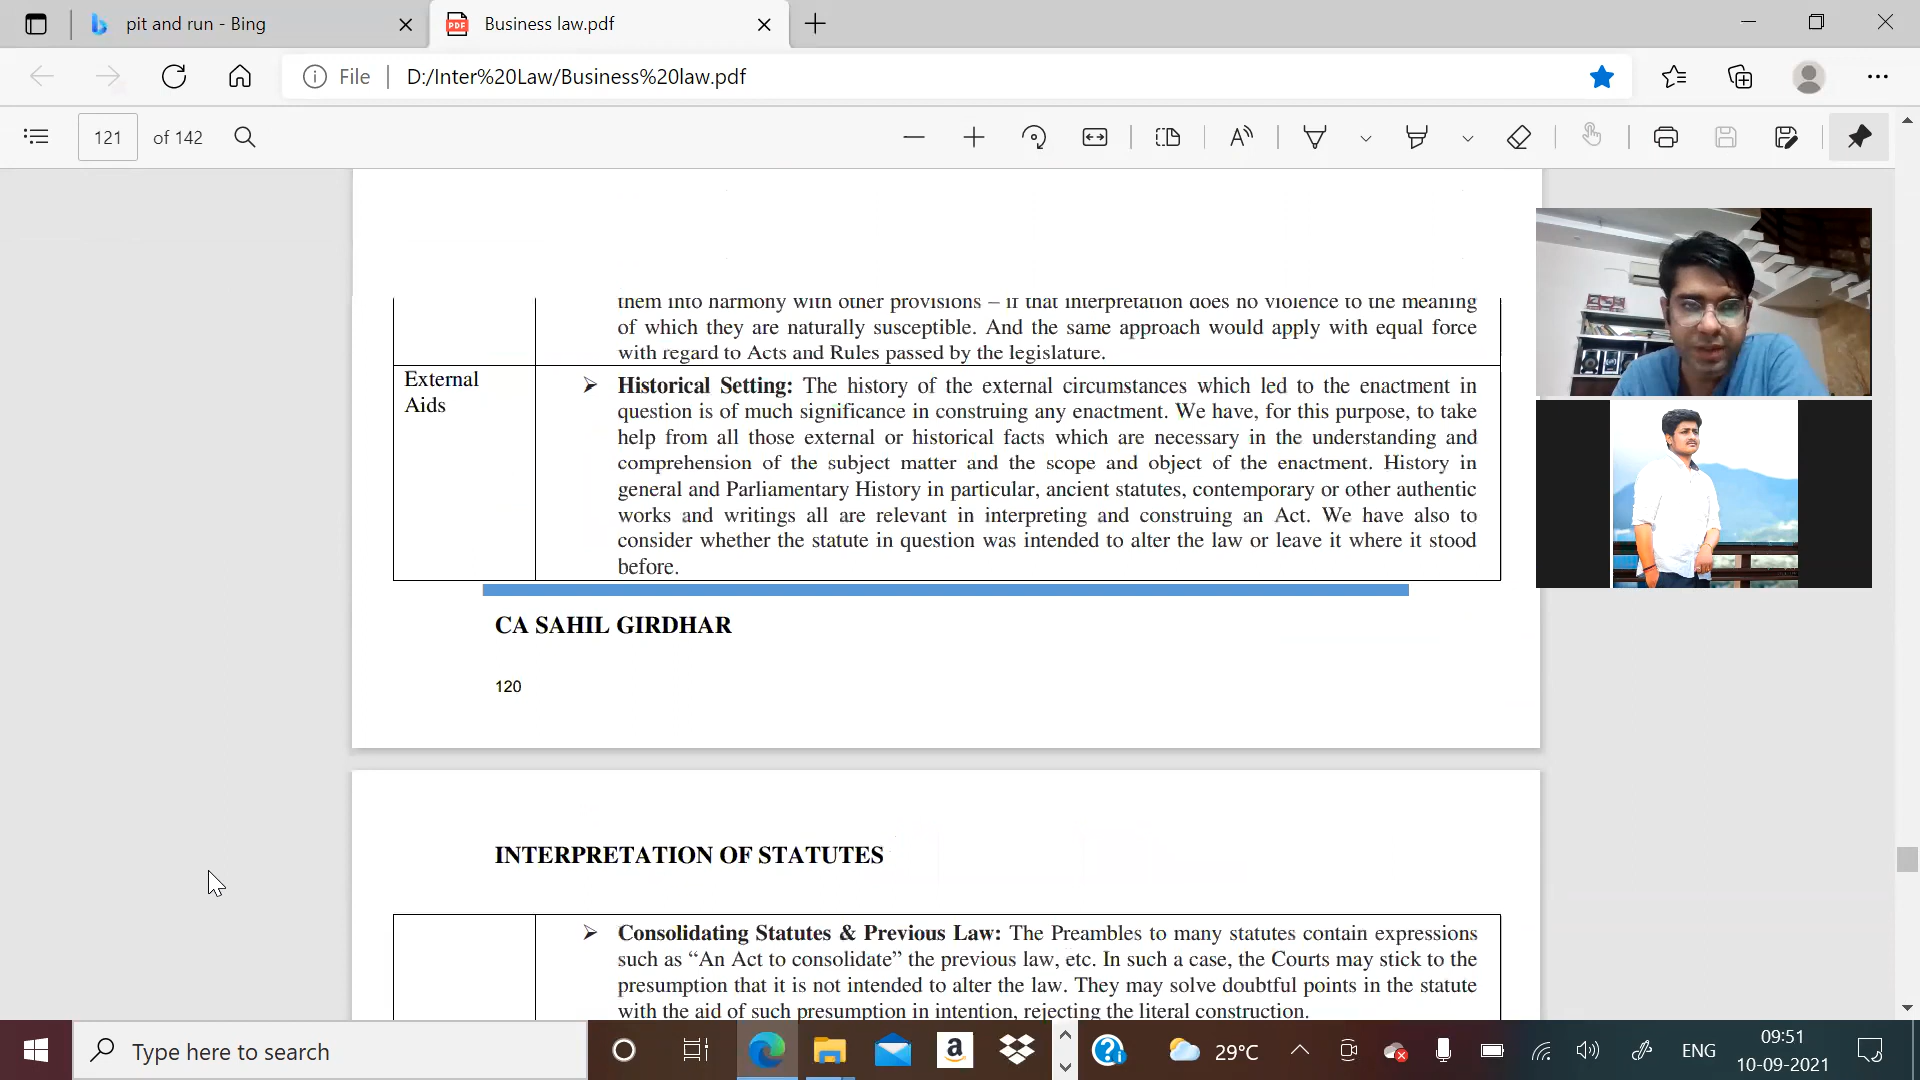 pit and run - Bing
Business law.pdf
File
D:/Inter%20Law/Business%20law.pdf
121
of 142
them into harmony with other provisions – if that interpretation does no violence to the meaning
of which they are naturally susceptible. And the same approach would apply with equal force
with regard to Acts and Rules passed by the legislature.
External
Aids
➢ Historical Setting: The history of the external circumstances which led to the enactment in
question is of much significance in construing any enactment. We have, for this purpose, to take
help from all those external or historical facts which are necessary in the understanding and
comprehension of the subject matter and the scope and object of the enactment. History in
general and Parliamentary History in particular, ancient statutes, contemporary or other authentic
works and writings all are relevant in interpreting and construing an Act. We have also to
consider whether the statute in question was intended to alter the law or leave it where it stood
before.
CA SAHIL GIRDHAR
120
INTERPRETATION OF STATUTES
➢ Consolidating Statutes & Previous Law: The Preambles to many statutes contain expressions
such as “An Act to consolidate” the previous law, etc. In such a case, the Courts may stick to the
presumption that it is not intended to alter the law. They may solve doubtful points in the statute
with the aid of such presumption in intention, rejecting the literal construction.
Type here to search
29°C
ENG
09:51
10-09-2021